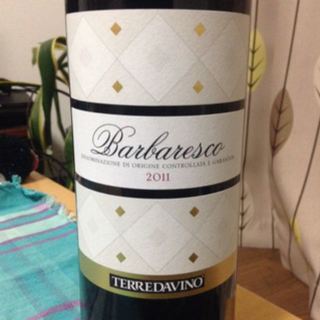 Barbaresco
DENOMINAZIONE DI ORIGINE CONTROLLATA E GARANTITA
2011
TERREDAVINO